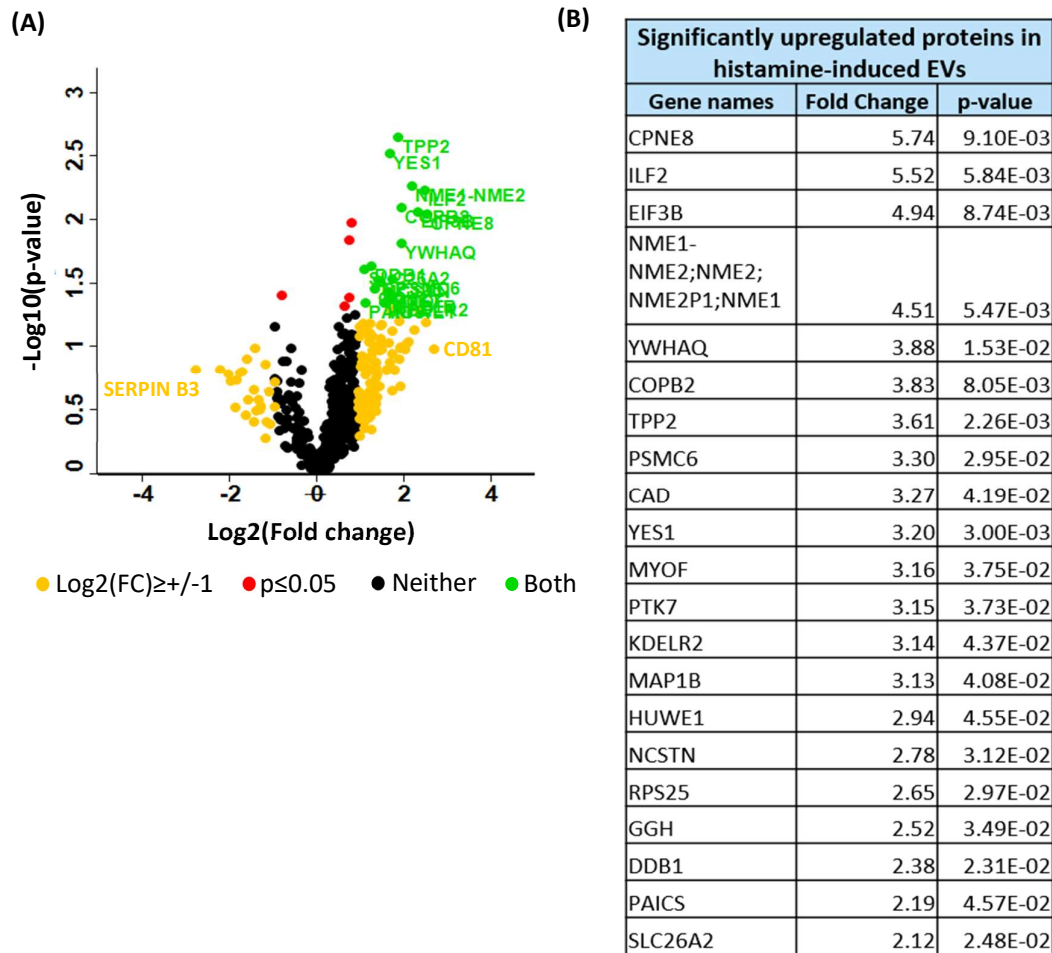 (A)
-Log10(p-value)
3
2.5
2
1.5
1
0.5
0
TPP2
YES1
NME1-NME2
ILF2
CPNE8
YWHAQ
SLC26A2
CD81
SERPIN B3
-4
-2
-0
2
4
Log2(Fold change)
Log2(FC)≥+/-1
p≤0.05
Neither
Both
(B)
Significantly upregulated proteins in
histamine-induced EVs
Gene names Fold Change p-value
CPNE8 5.74 9.10E-03
ILF2 5.52 5.84E-03
EIF3B 4.94 8.74E-03
NME1-
NME2;NME2;
NME2P1;NME1 4.51 5.47E-03
YWHAQ 3.88 1.53E-02
COPB2 3.83 8.05E-03
TPP2 3.61 2.26E-03
PSMC6 3.30 2.95E-02
CAD 3.27 4.19E-02
YES1 3.20 3.00E-03
MYOF 3.16 3.75E-02
PTK7 3.15 3.73E-02
KDELR2 3.14 4.37E-02
MAP1B 3.13 4.08E-02
HUWE1 2.94 4.55E-02
NCSTN 2.78 3.12E-02
RPS25 2.65 2.97E-02
GGH 2.52 3.49E-02
DDB1 2.38 2.31E-02
PAICS 2.19 4.57E-02
SLC26A2 2.12 2.48E-02